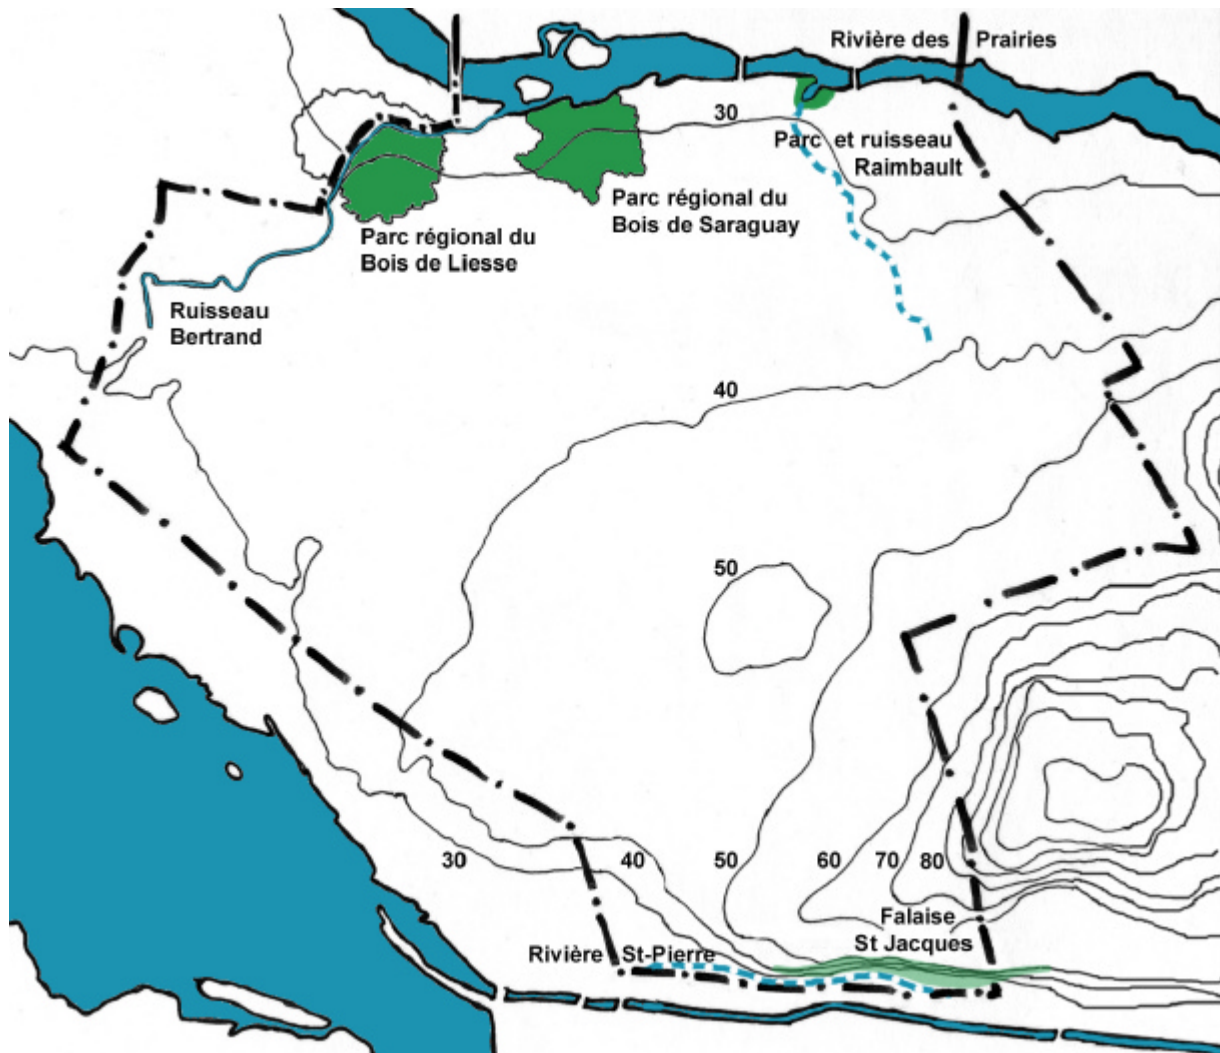 Rivière des Prairies
30
Parc et ruisseau
Raimbault
Parc régional du
Bois de Saraguay
Parc régional du
Bois de Liesse
Ruisseau
Bertrand
40
50
30
40
50
60
70
80
Falaise
St Jacques
Rivière St-Pierre